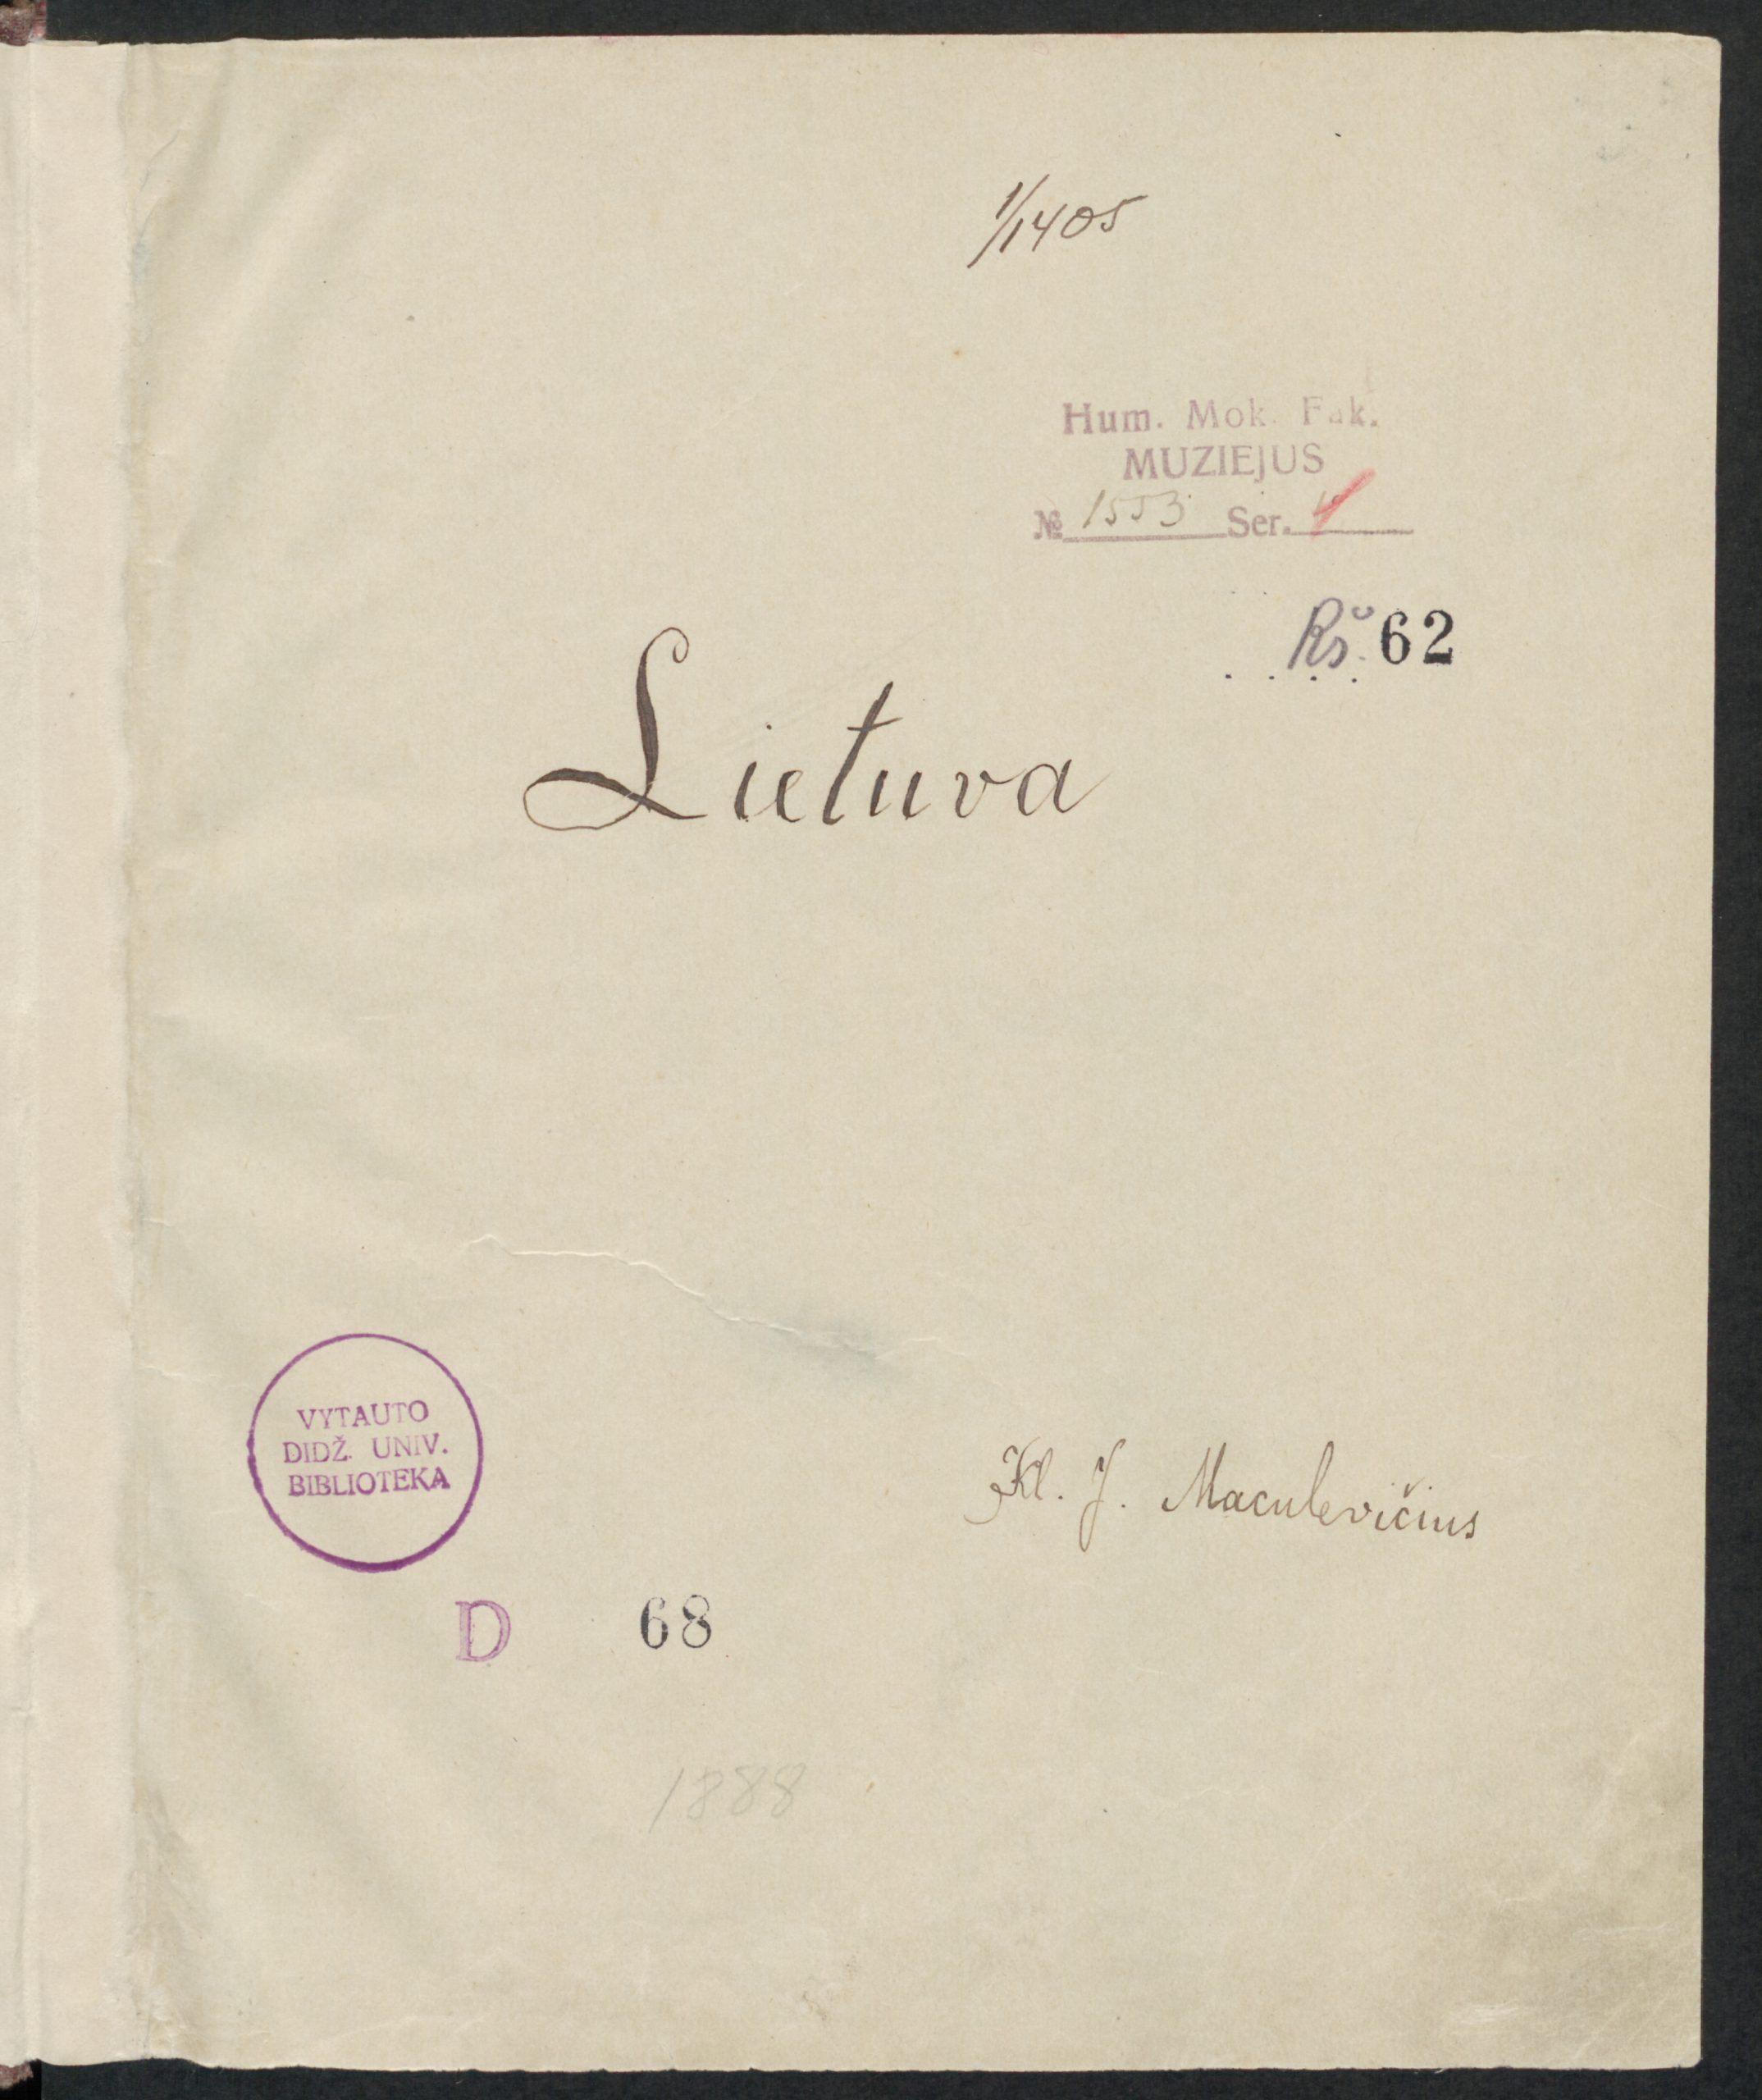 1/1405
Hum. Mok. Fak.
MUZIEJUS
№ 1553 Ser. 4
Rš. 62
Lietuva
VYTAUTO
DIDŽ. UNIV.
BIBLIOTEKA
Kl. J. Maculevičius
D 68
1888